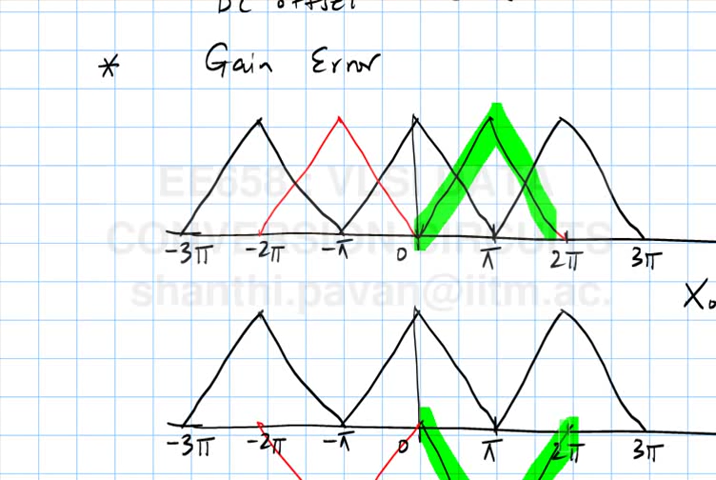 DC offset
* Gain Error
EE658: VLSI DATA
CONVERSION CIRCUITS
-3π -2π -π 0 π 2π 3π
shanthi.pavan@iitm.ac.
-3π -2π -π 0 π 2π 3π